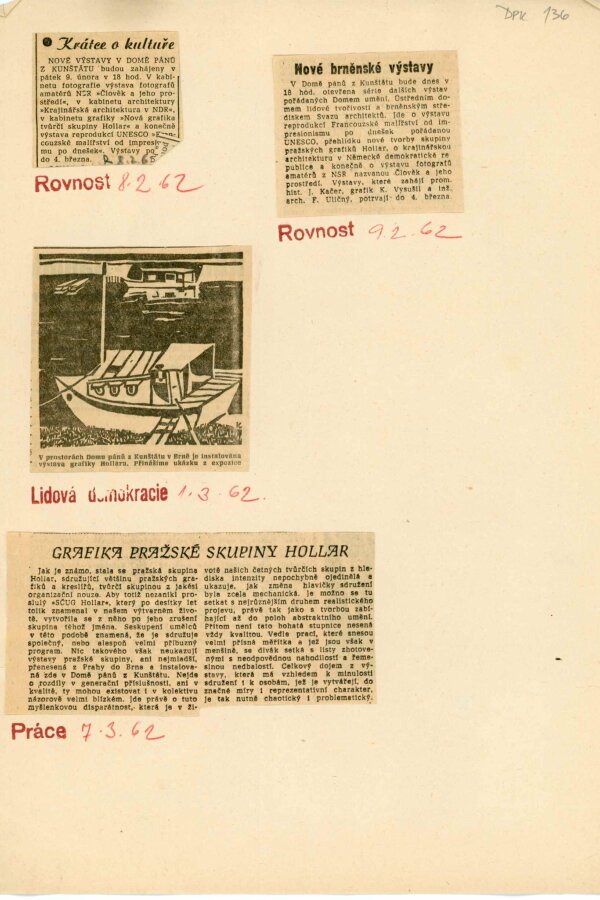 DPK 136
Krátce o kultuře
NOVÉ VÝSTAVY V DOMĚ PÁNŮ
Z KUNŠTÁTU budou zahájeny v
pátek 9. února v 18 hod. V kabi-
netu fotografie výstava fotografů
amatérů NSR »Člověk a jeho pro-
středí«, v kabinetu architektury
»Krajinářská architektura v NDR«,
v kabinetu grafiky »Nová grafika
tvůrčí skupiny Hollar« a konečně
výstava reprodukcí UNESCO »Fran-
couzské malířství od impresionis-
mu po dnešek«. Výstavy po
do 4. března. R 8.2.62
Rovnost 8.2.62
Nové brněnské výstavy
V Domě pánů z Kunštátu bude dnes v
18 hod. otevřena série dalších výstav
pořádaných Domem umění, Ústředním do-
mem lidové tvořivosti a brněnským stře-
diskem Svazu architektů. Jde o výstavu
reprodukcí Francouzské malířství od im-
presionismu po dnešek pořádanou
UNESCO, přehlídku nové tvorby skupiny
pražských grafiků Hollar, o krajinářskou
architekturu v Německé demokratické re-
publice a konečně o výstavu fotografů
amatérů z NSR nazvanou Člověk a jeho
prostředí. Výstavy, které zahájí prom.
hist. J. Kačer, grafik K. Vysušil a inž.
arch. F. Uličný, potrvají do 4. března.
Rovnost 9.2.62
V prostorách Domu pánů z Kunštátu v Brně je instalována
výstava grafiky Hollaru. Přinášíme ukázku z expozice
Lidová demokracie 1.3.62.
GRAFIKA PRAŽSKÉ SKUPINY HOLLAR
Jak je známo, stala se pražská skupina
Hollar, sdružující většinu pražských gra-
fiků a kreslířů, tvůrčí skupinou z jakési
organizační nouze. Aby totiž nezanikl pro-
slulý »SČUG Hollar«, který po desítky let
tolik znamenal v našem výtvarném živo-
tě, vytvořila se z něho po jeho zrušení
skupina téhož jména. Seskupení umělců
v této podobě znamená, že je sdružuje
společný, nebo alespoň velmi příbuzný
program. Nic takového však neukazují
výstavy pražské skupiny, ani nejmladší,
přenesená z Prahy do Brna a instalova-
ná zde v Domě pánů z Kunštátu. Nejde
o rozdíly v generační příslušnosti, ani v
kvalitě, ty mohou existovat i v kolektivu
názorově velmi blízkém. Jde právě o tuto
myšlenkovou disparátnost, která je v ži-
votě našich četných tvůrčích skupin z hle-
diska intenzity nepochybně ojedinělá a
ukazuje, jak změna hlavičky sdružení
byla zcela mechanická. Je možno se tu
setkat s nejrůznějším druhem realistického
projevu, právě tak jako s tvorbou zabí-
hající až do poloh abstraktního umění.
Přitom není tato bohatá stupnice nesená
vždy kvalitou. Vedle prací, které snesou
velmi přísná měřítka a jež jsou však v
menšině, se divák setká s listy zhotove-
nými s neodpovědnou nahodilostí a řeme-
slnou nedbalostí. Celkový dojem z vý-
stavy, která má vzhledem k minulosti
sdružení i k osobám, jež je vytvářejí, do
značné míry i reprezentativní charakter,
je tak nutně chaotický i problematický.
Práce 7.3.62